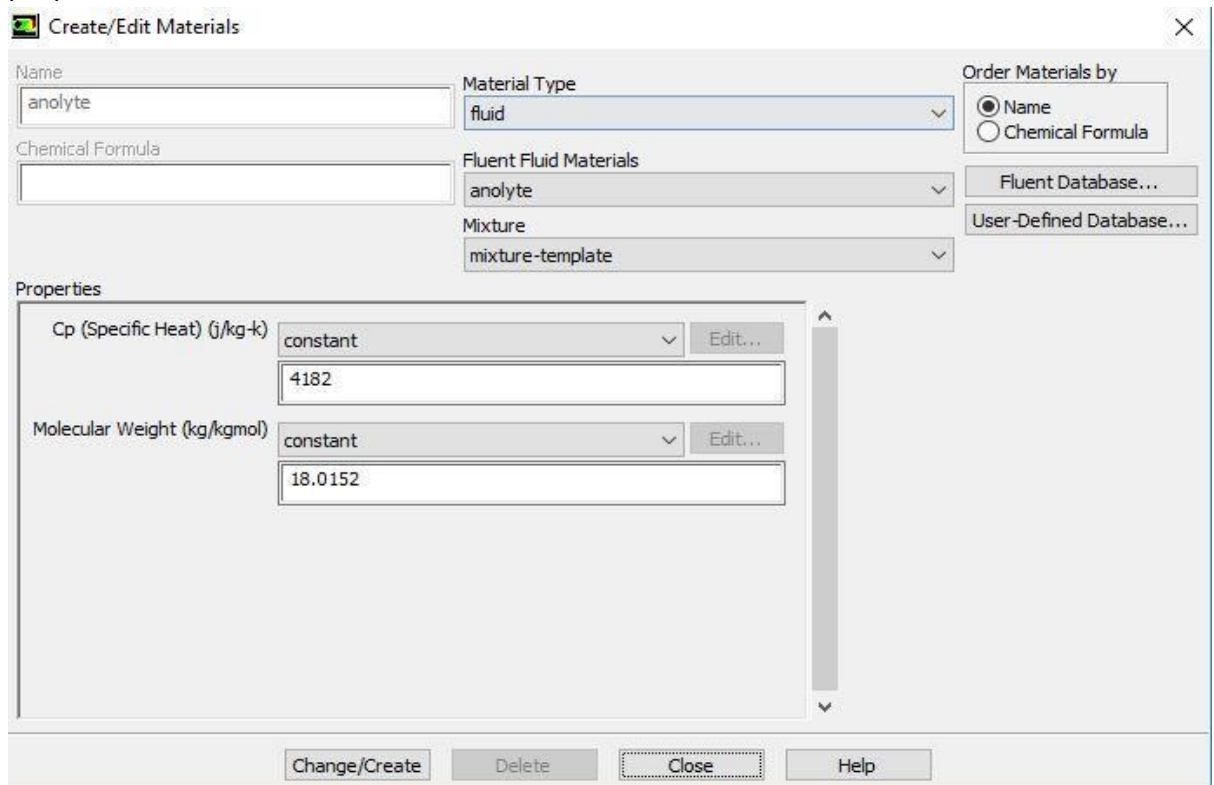 Create/Edit Materials
Name
anolyte
Chemical Formula
Material Type
fluid
Fluent Fluid Materials
anolyte
Mixture
mixture-template
Order Materials by
Name
Chemical Formula
Fluent Database...
User-Defined Database...
Properties
Cp (Specific Heat) (j/kg-k)
constant
Edit...
4182
Molecular Weight (kg/kgmol)
constant
Edit...
18.0152
Change/Create
Delete
Close
Help